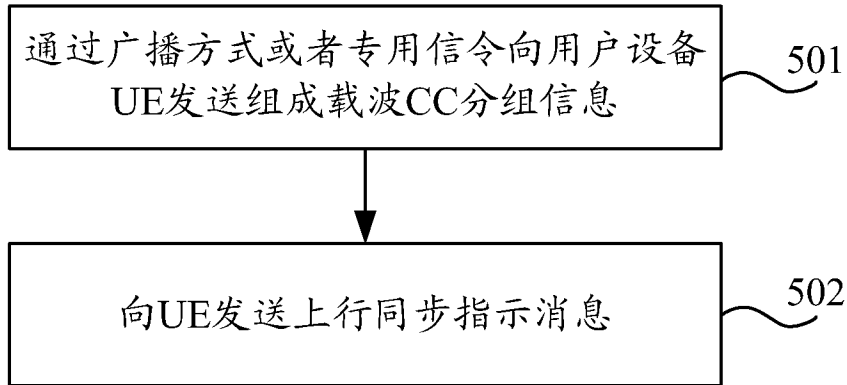 通过广播方式或者专用信令向用户设备
UE发送组成载波CC分组信息
501
向UE发送上行同步指示消息
502